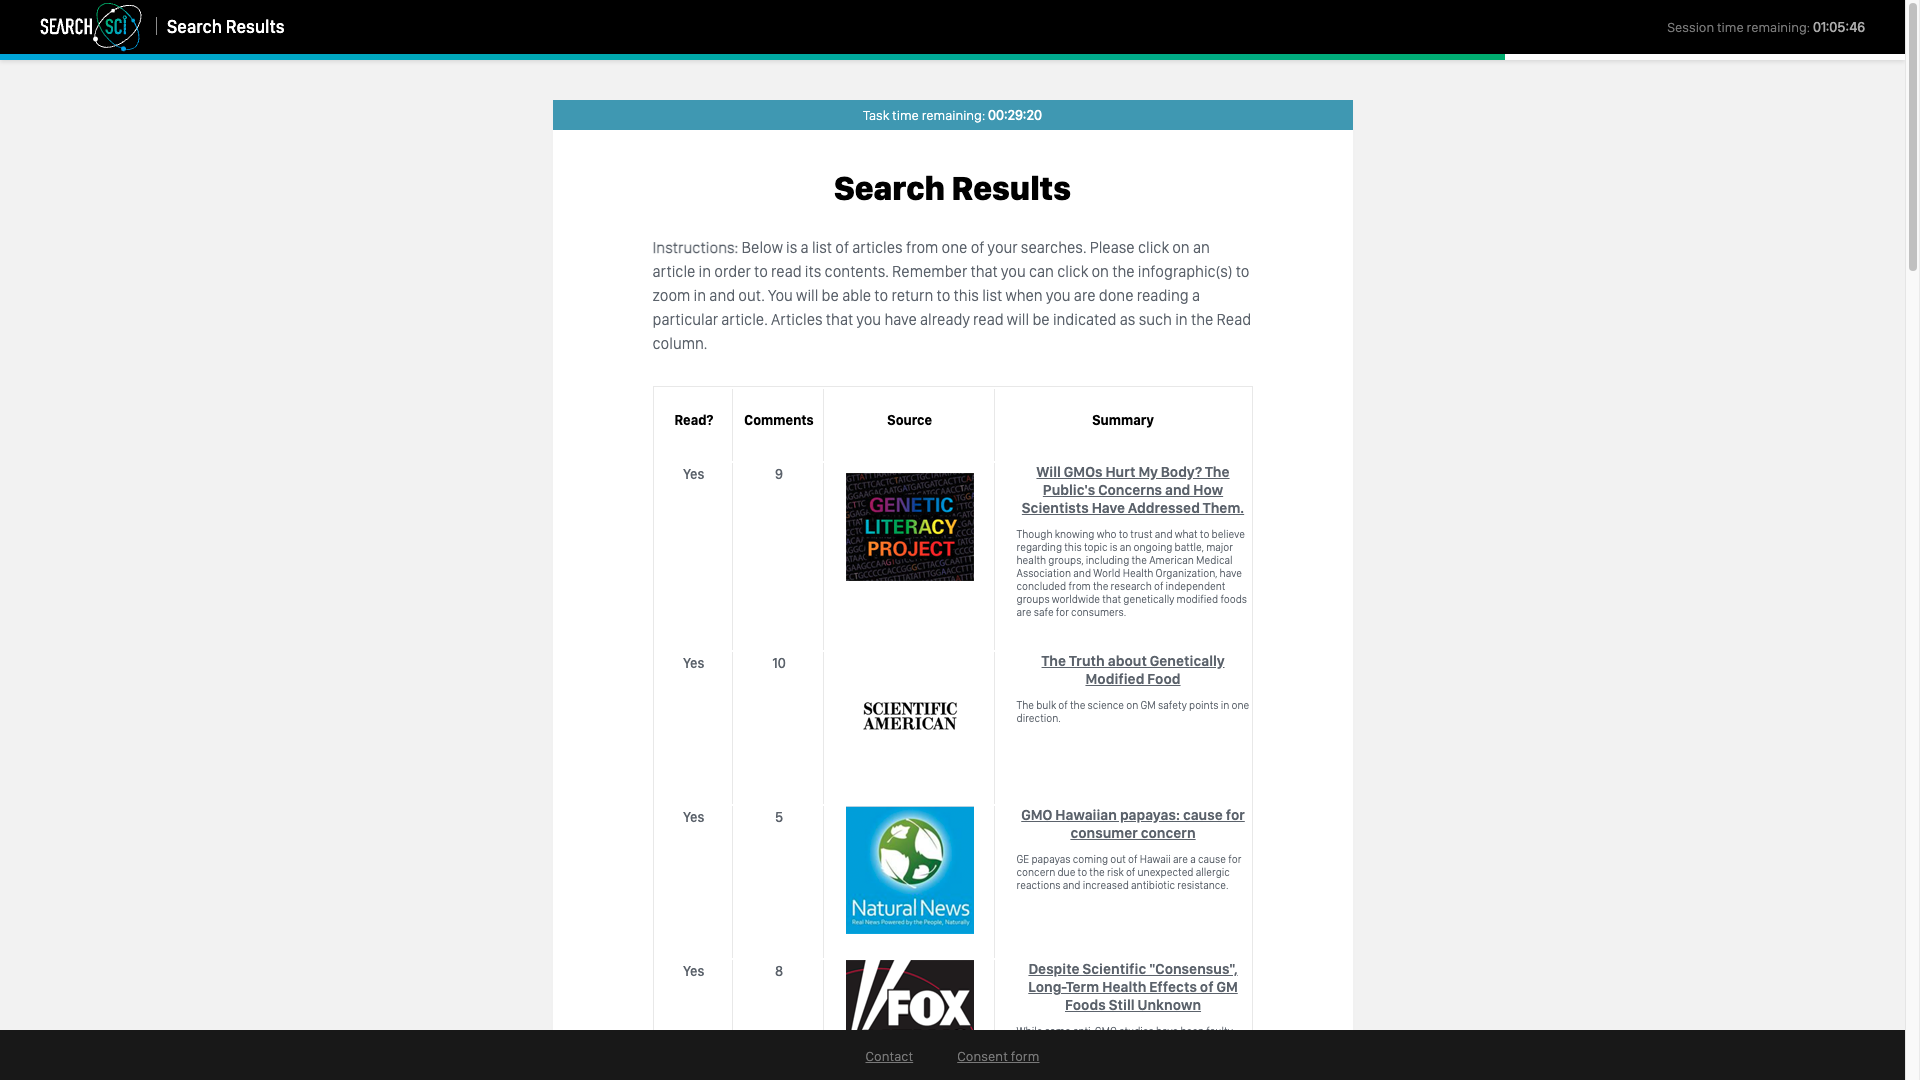 SEARCH SCI
Search Results
Session time remaining: 01:05:46
Task time remaining: 00:29:20
Search Results
Instructions: Below is a list of articles from one of your searches. Please click on an
article in order to read its contents. Remember that you can click on the infographic(s) to
zoom in and out. You will be able to return to this list when you are done reading a
particular article. Articles that you have already read will be indicated as such in the Read
column.
Read? Comments Source Summary
Yes 9
GENETIC
LITERACY
PROJECT
Will GMOs Hurt My Body? The
Public's Concerns and How
Scientists Have Addressed Them.
Though knowing who to trust and what to believe
regarding this topic is an ongoing battle, major
health groups, including the American Medical
Association and World Health Organization, have
concluded from the research of independent
groups worldwide that genetically modified foods
are safe for consumers.
Yes 10
SCIENTIFIC
AMERICAN
The Truth about Genetically
Modified Food
The bulk of the science on GM safety points in one
direction.
Yes 5
Natural News
Real News Powered by the People, Naturally
GMO Hawaiian papayas: cause for
consumer concern
GE papayas coming out of Hawaii are a cause for
concern due to the risk of unexpected allergic
reactions and increased antibiotic resistance.
Yes 8
FOX
Despite Scientific "Consensus",
Long-Term Health Effects of GM
Foods Still Unknown
Contact Consent form